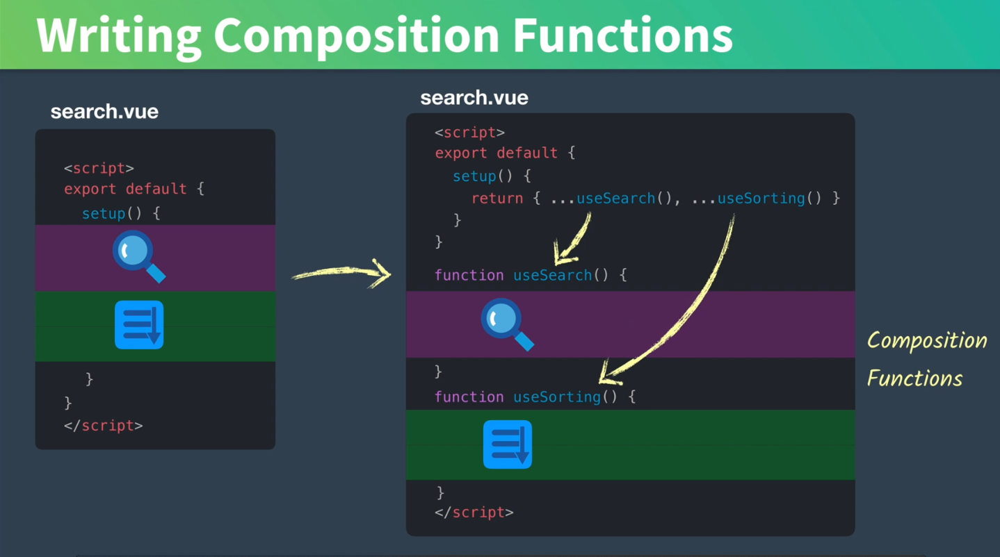 Writing Composition Functions
search.vue
<script>
export default {
setup() {
}
}
</script>
search.vue
<script>
export default {
setup() {
return { ...useSearch(), ...useSorting() }
}
}
function useSearch() {
}
function useSorting() {
}
</script>
Composition
Functions